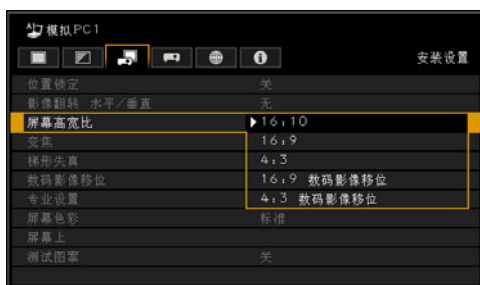 模拟PC1
安装设置
位置锁定 关
影像翻转 水平/垂直 无
屏幕高宽比 ▶16:10
变焦 16:9
梯形失真 4:3
数码影像移位 16:9 数码影像移位
专业设置 4:3 数码影像移位
屏幕色彩 标准
屏幕上
测试图案 关